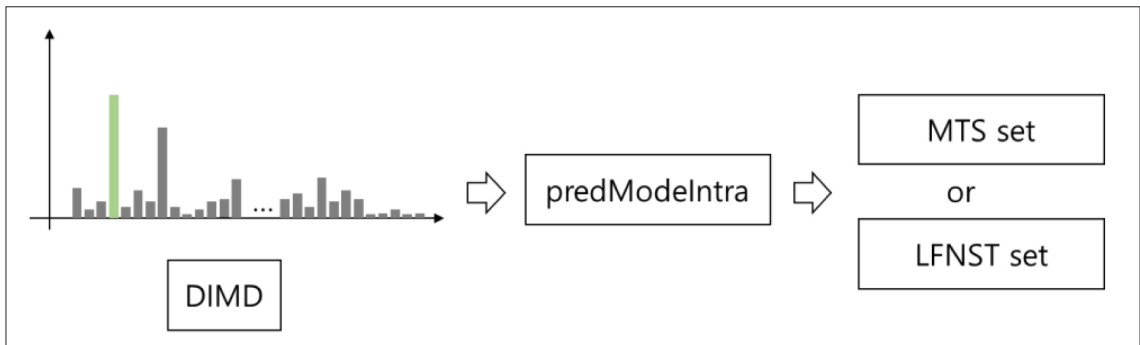 ...
DIMD
predModeIntra
MTS set
or
LFNST set